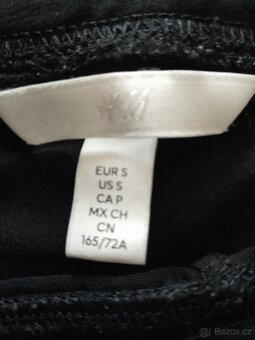 H&M
EUR S
US S
CA P
MX CH
CN
165/72A
Bazos.cz